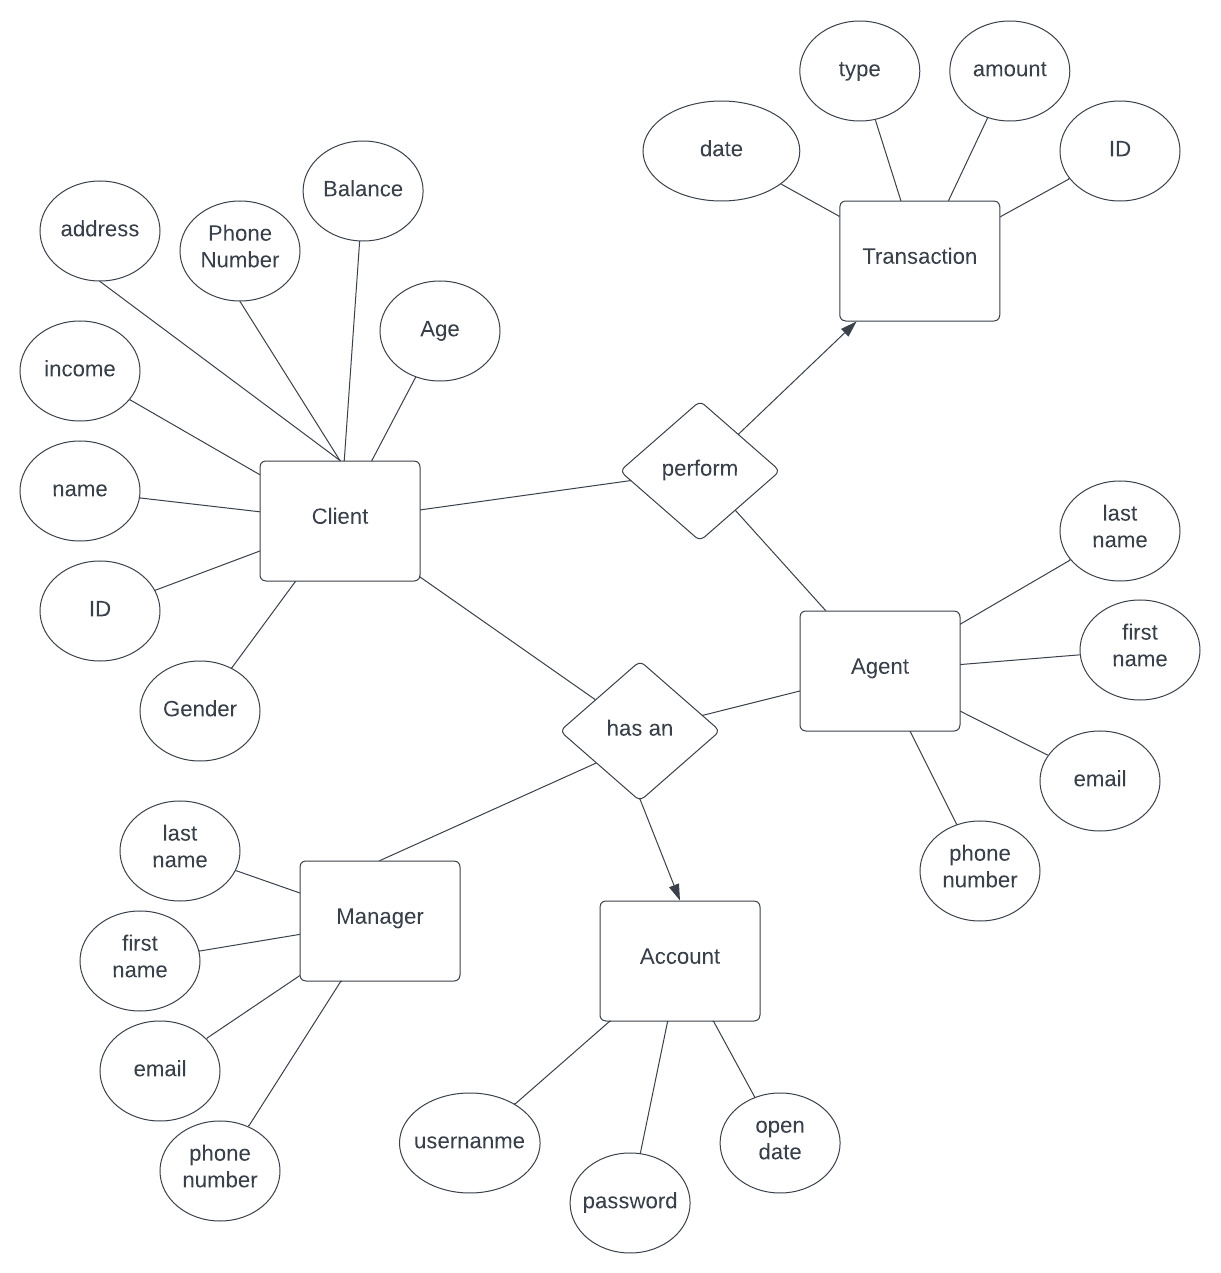 type
amount
date
ID
Transaction
Balance
address
Phone
Number
Age
income
name
ID
Gender
Client
perform
last
name
first
name
email
phone
number
Agent
has an
last
name
first
name
email
phone
number
Manager
Account
usernanme
password
open
date